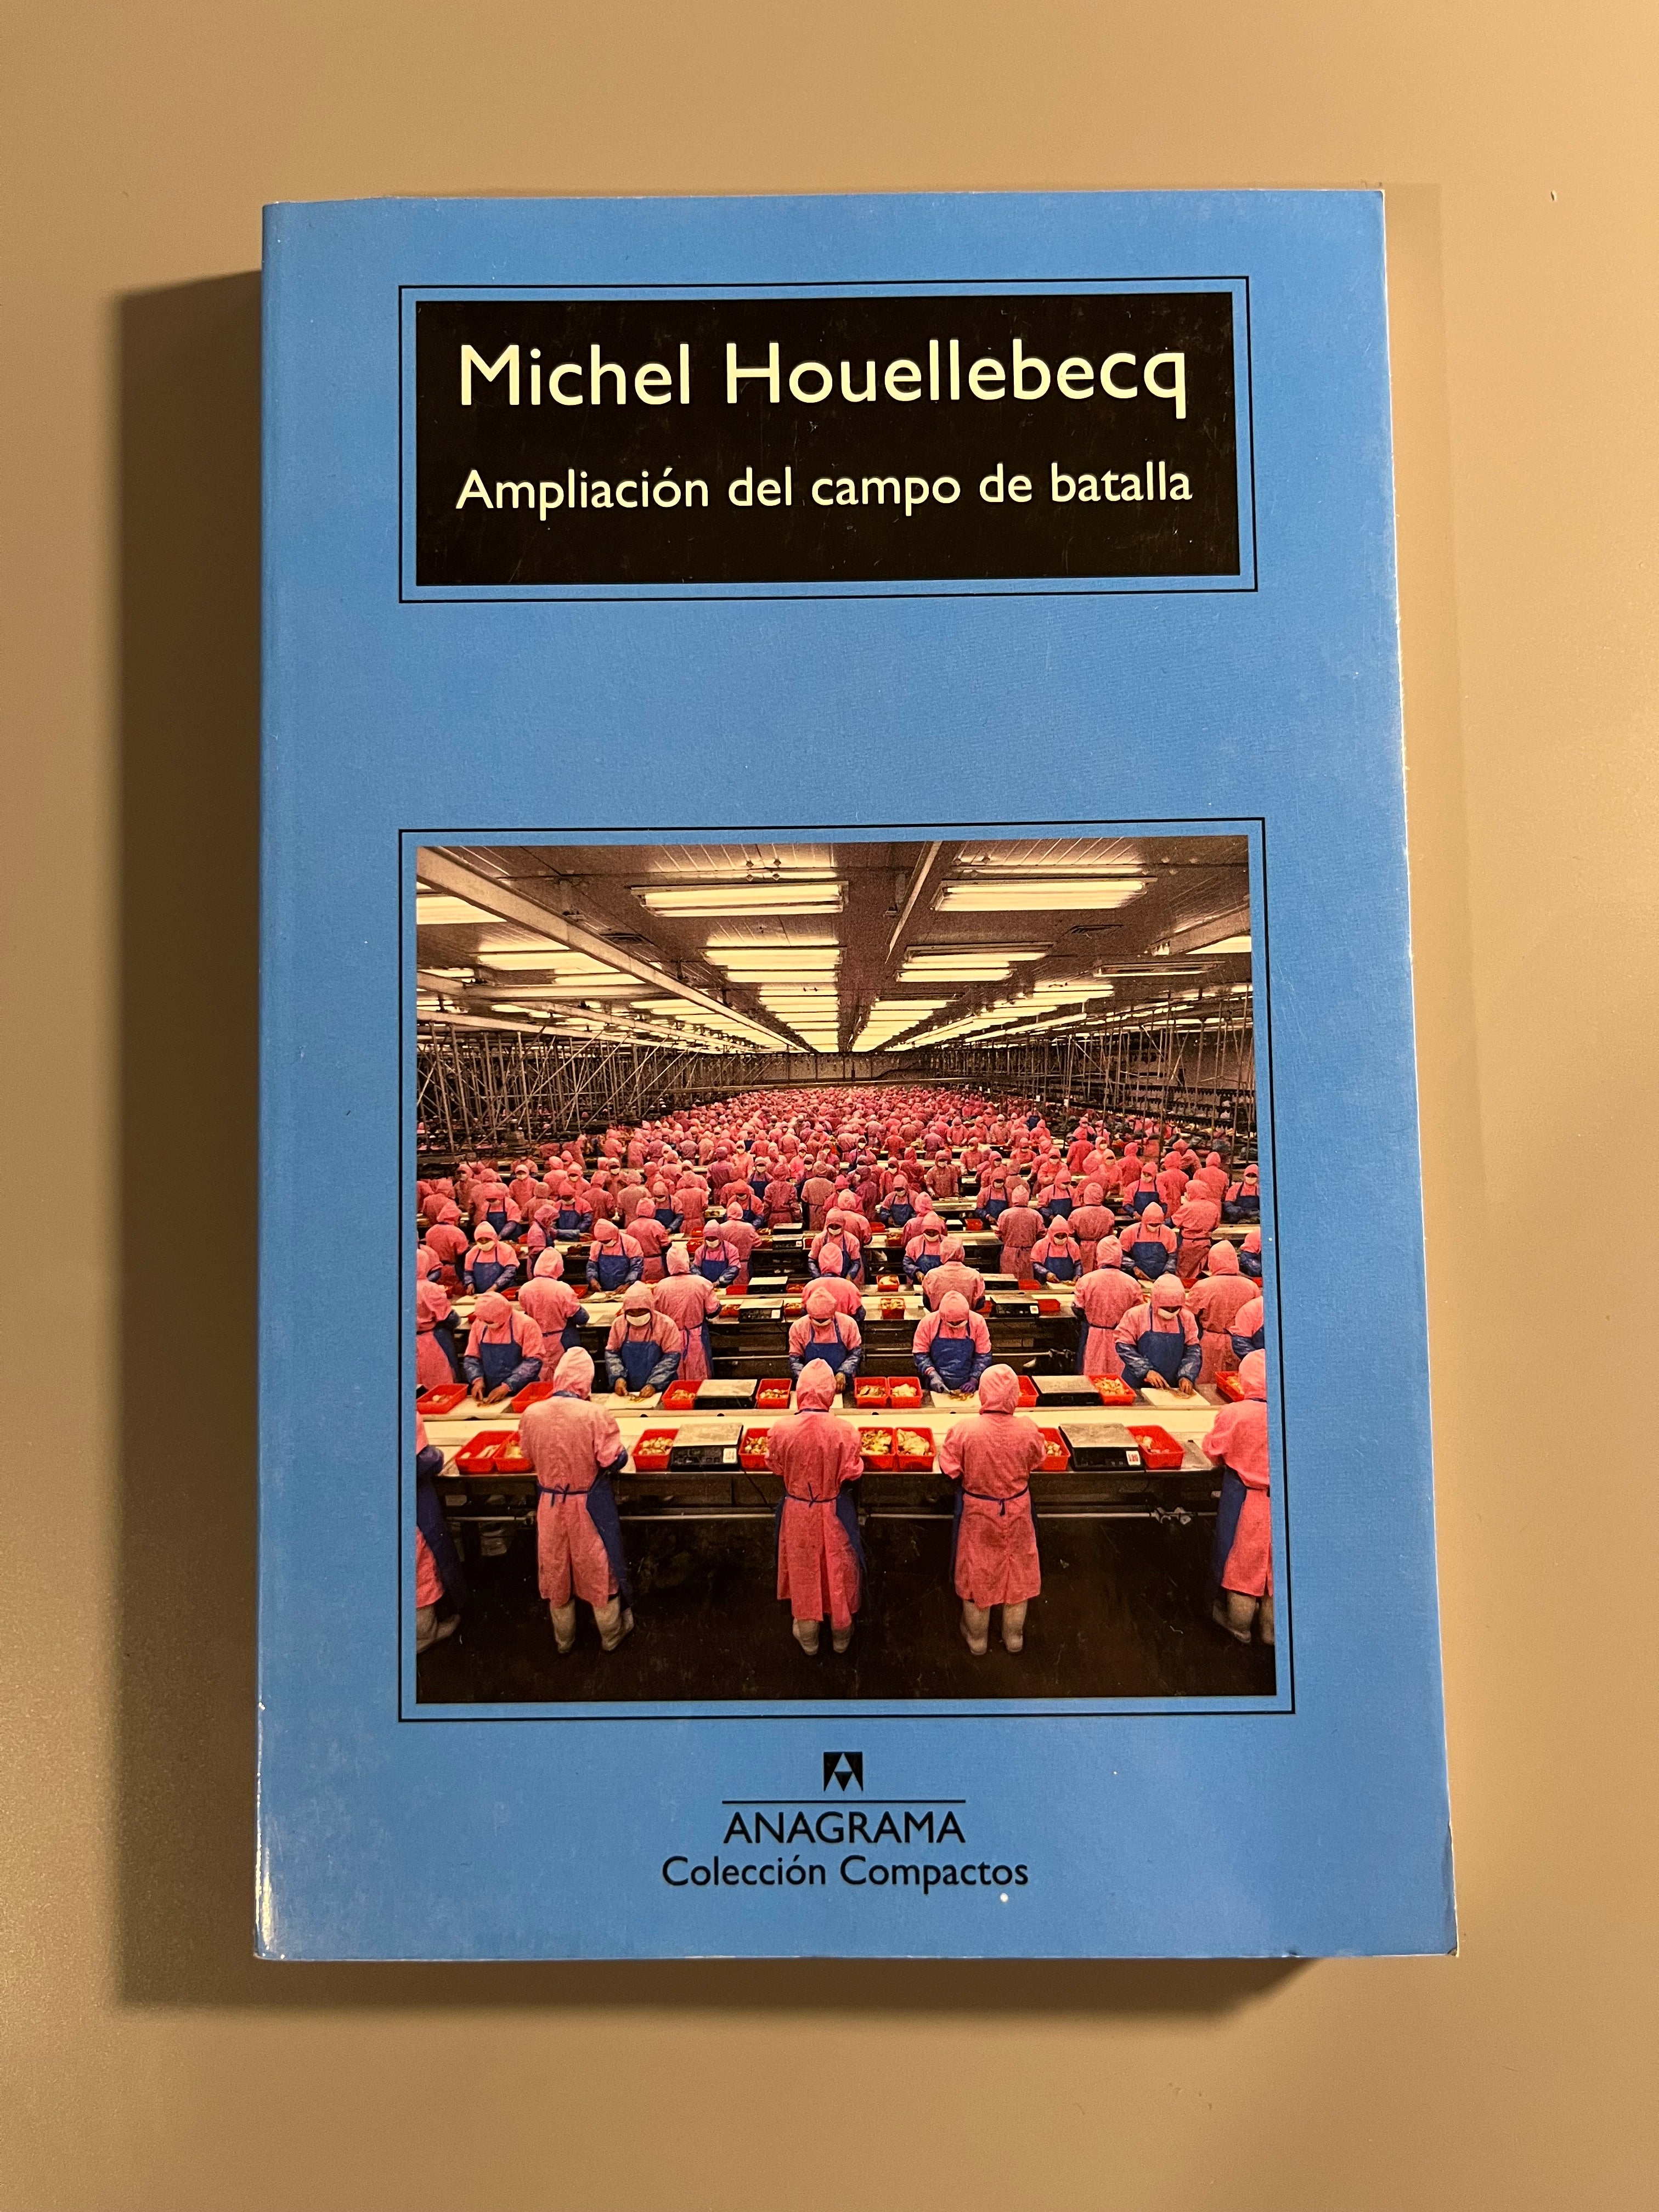 Michel Houellebecq
Ampliación del campo de batalla
ANAGRAMA
Colección Compactos